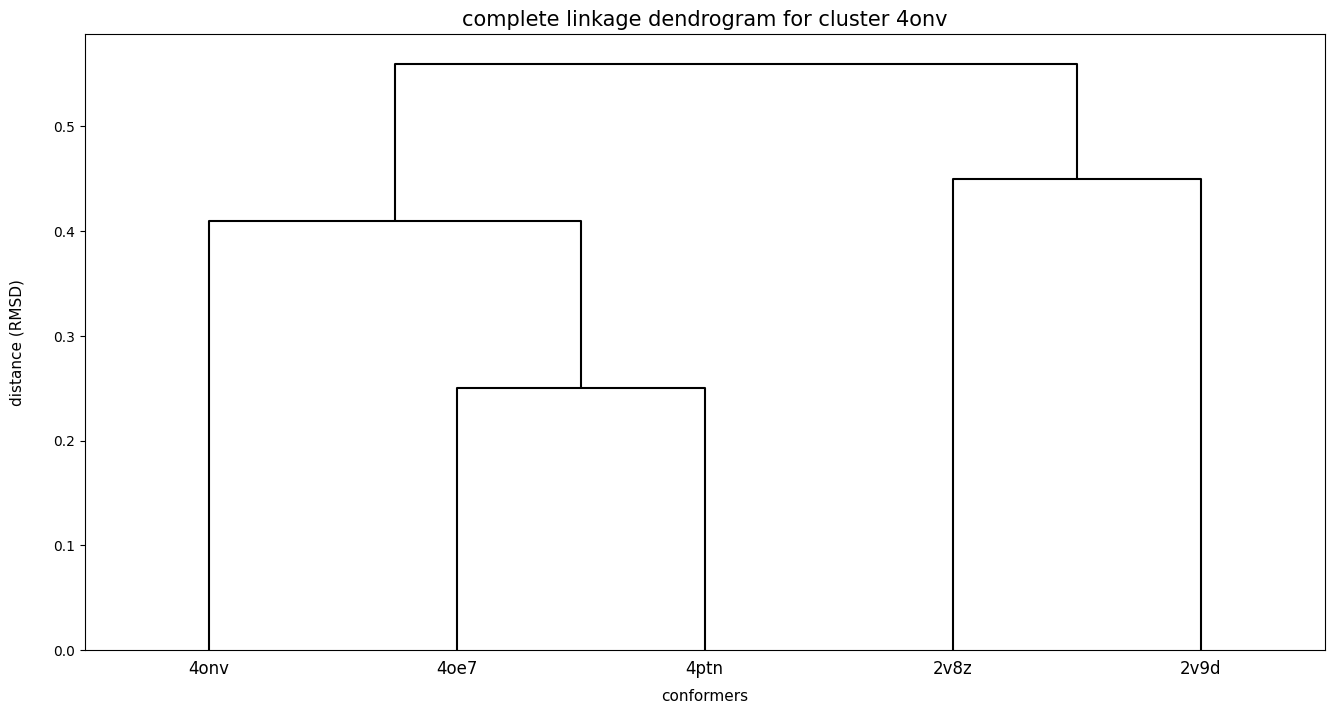 complete linkage dendrogram for cluster 4onv
distance (RMSD)
0.5
0.4
0.3
0.2
0.1
0.0
4onv 4oe7 4ptn 2v8z 2v9d
conformers